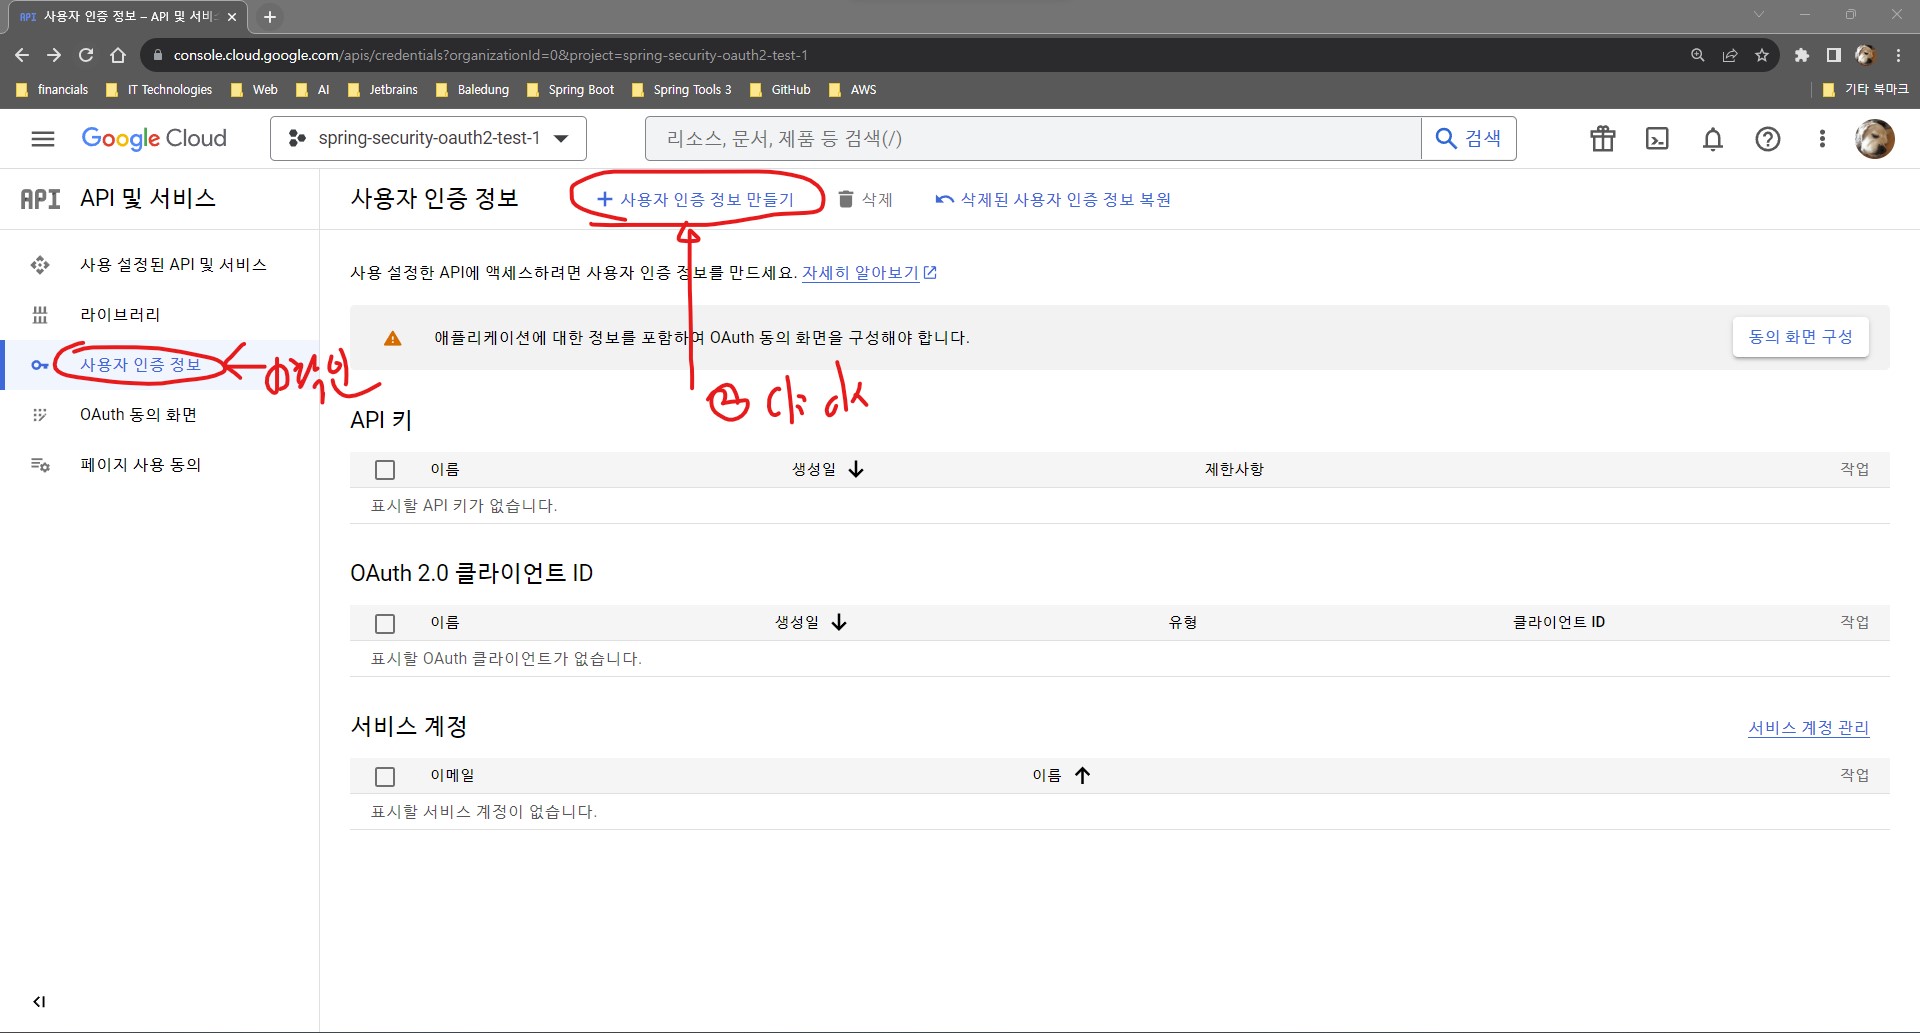 API 사용자 인증 정보 – API 및 서비스
console.cloud.google.com/apis/credentials?organizationId=0&project=spring-security-oauth2-test-1
financials IT Technologies Web AI Jetbrains Baledung Spring Boot Spring Tools 3 GitHub AWS 기타 북마크
Google Cloud spring-security-oauth2-test-1 리소스, 문서, 제품 등 검색(/) 검색
API API 및 서비스
사용자 인증 정보 + 사용자 인증 정보 만들기 삭제 삭제된 사용자 인증 정보 복원
사용 설정된 API 및 서비스
라이브러리
사용자 인증 정보 ① 확인
OAuth 동의 화면
페이지 사용 동의
사용 설정한 API에 액세스하려면 사용자 인증 정보를 만드세요. 자세히 알아보기
애플리케이션에 대한 정보를 포함하여 OAuth 동의 화면을 구성해야 합니다. 동의 화면 구성
② click
API 키
이름 생성일 제한사항 작업
표시할 API 키가 없습니다.
OAuth 2.0 클라이언트 ID
이름 생성일 유형 클라이언트 ID 작업
표시할 OAuth 클라이언트가 없습니다.
서비스 계정 서비스 계정 관리
이메일 이름 작업
표시할 서비스 계정이 없습니다.